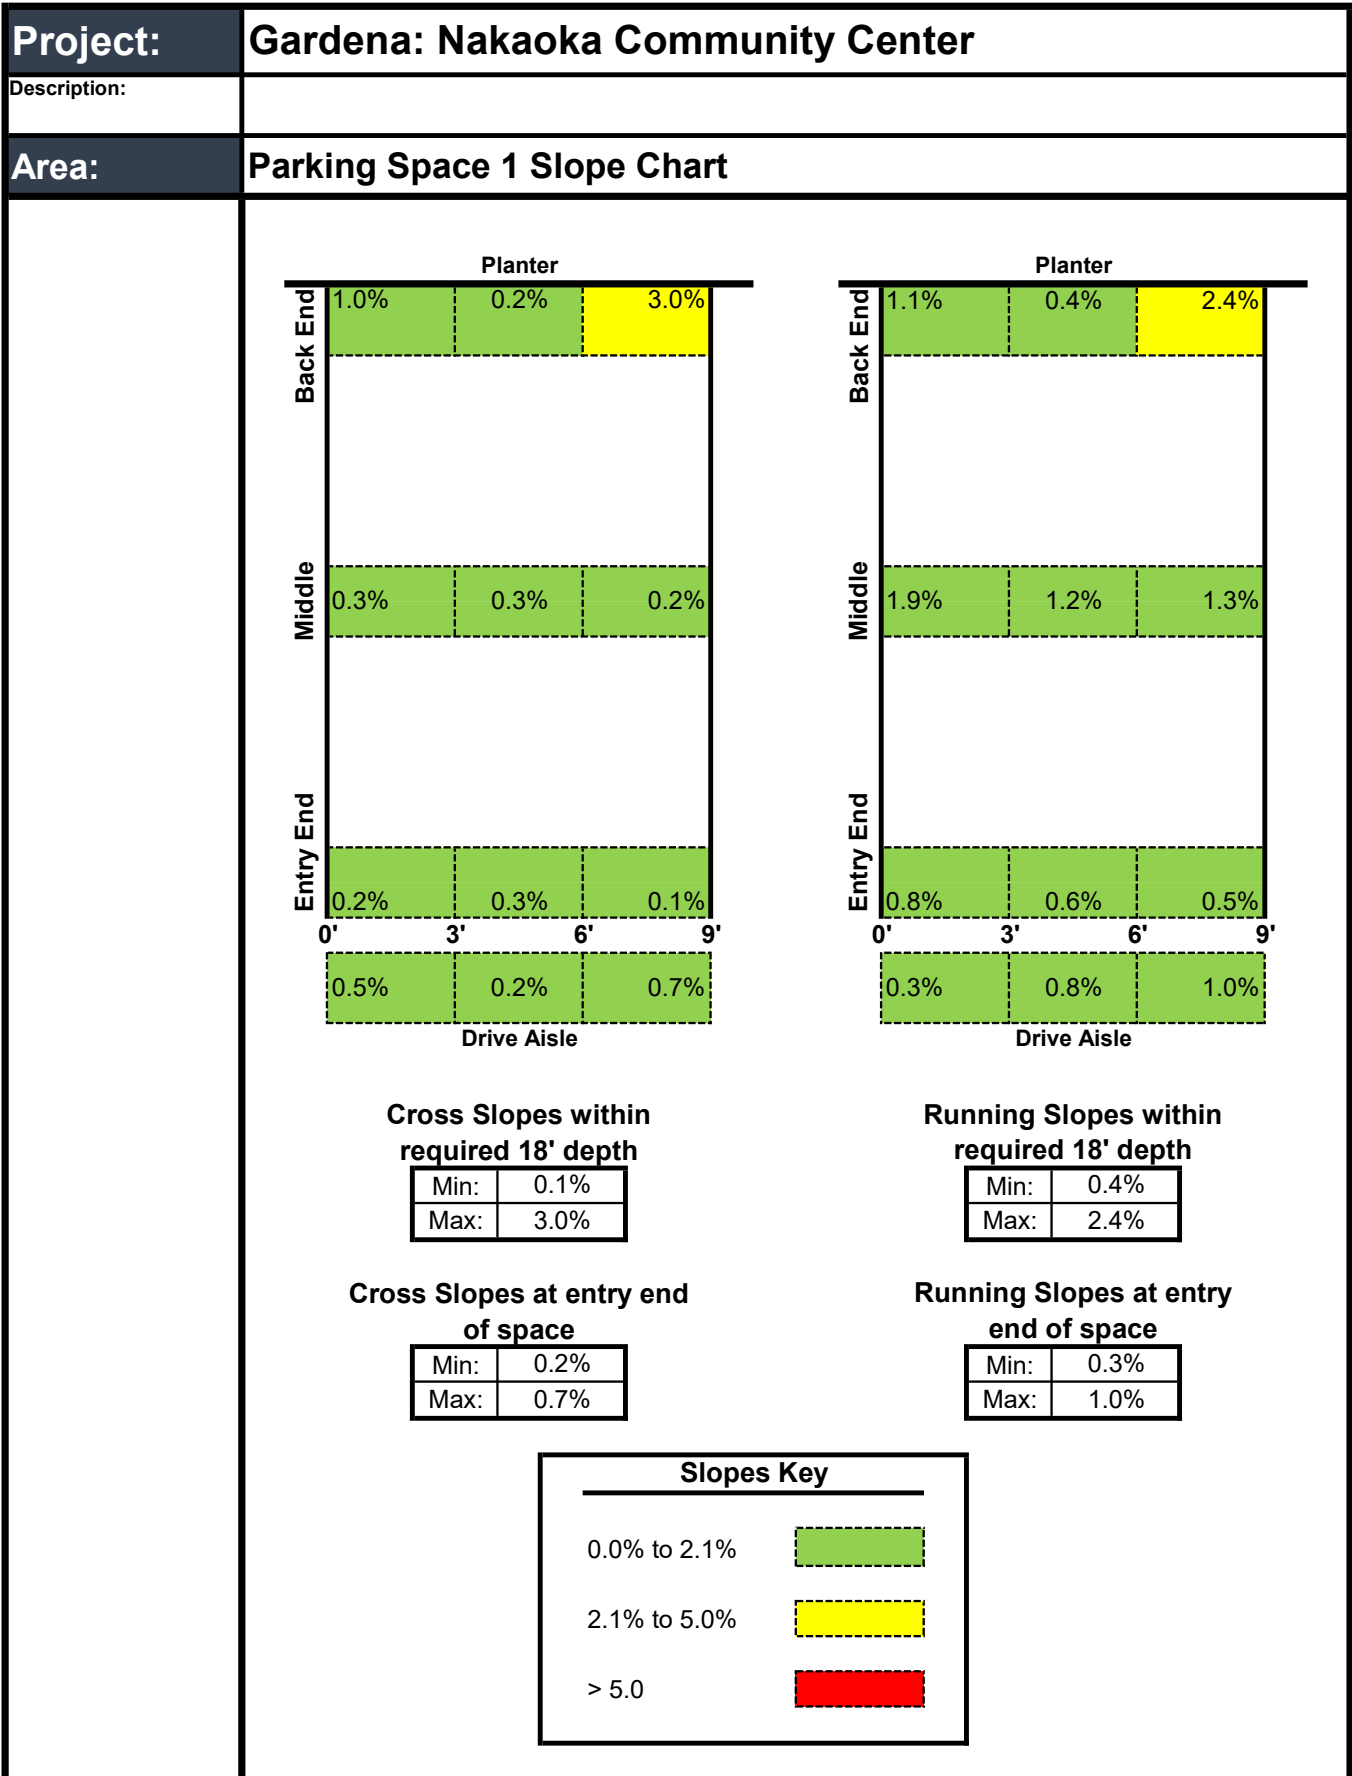 Project: Gardena: Nakaoka Community Center
Description:
Area: Parking Space 1 Slope Chart
Planter
Back End
1.0% 0.2% 3.0%
Middle
0.3% 0.3% 0.2%
Entry End
0.2% 0.3% 0.1%
0' 3' 6' 9'
0.5% 0.2% 0.7%
Drive Aisle
Planter
Back End
1.1% 0.4% 2.4%
Middle
1.9% 1.2% 1.3%
Entry End
0.8% 0.6% 0.5%
0' 3' 6' 9'
0.3% 0.8% 1.0%
Drive Aisle
Cross Slopes within
required 18' depth
Min: 0.1%
Max: 3.0%
Running Slopes within
required 18' depth
Min: 0.4%
Max: 2.4%
Cross Slopes at entry end
of space
Min: 0.2%
Max: 0.7%
Running Slopes at entry
end of space
Min: 0.3%
Max: 1.0%
Slopes Key
0.0% to 2.1%
2.1% to 5.0%
> 5.0